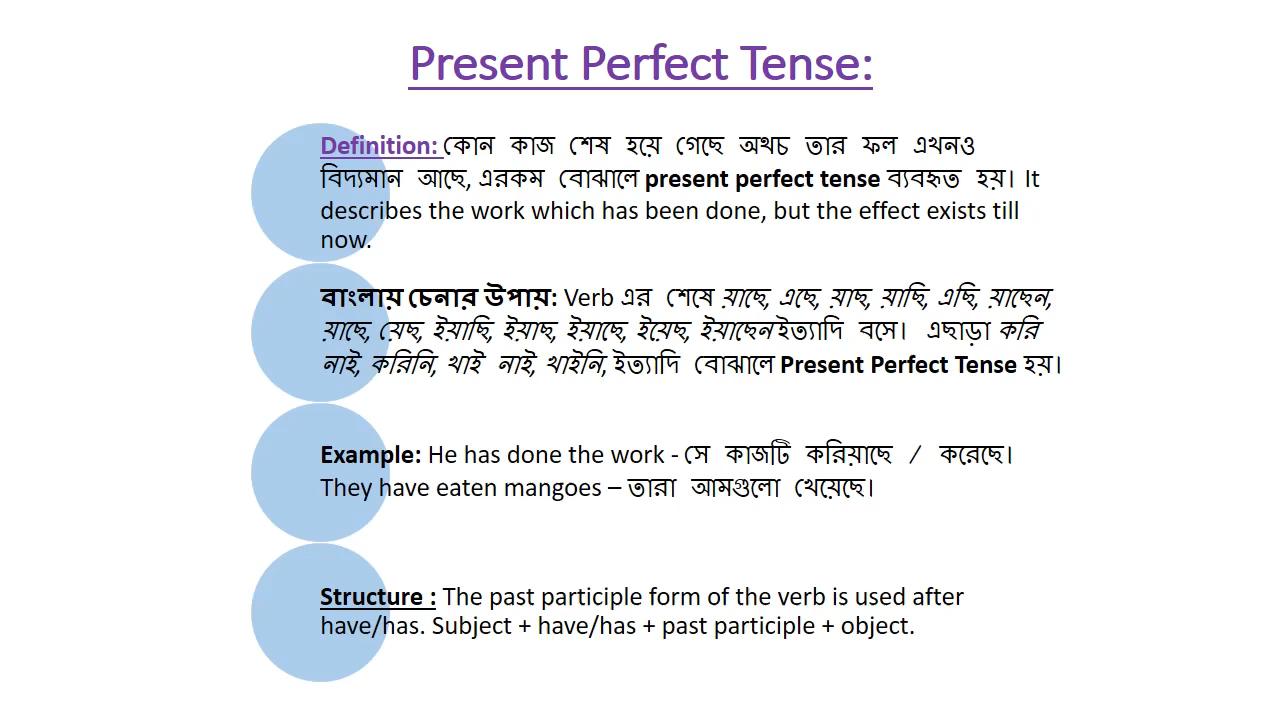 Present Perfect Tense:
Definition: কোন কাজ শেষ হয়ে গেছে অথচ তার ফল এখনও
বিদ্যমান আছে, এরকম বোঝালে present perfect tense ব্যবহৃত হয়। It
describes the work which has been done, but the effect exists till
now.
বাংলায় চেনার উপায়: Verb এর শেষে য়াছে, এছে, য়াছ, য়াছি, এছি, য়াছেন,
য়াছে, য়েছ, ইয়াছি, ইয়াছ, ইয়াছে, ইয়েছ, ইয়াছেন ইত্যাদি বসে। এছাড়া করি
নাই, করিনি, খাই নাই, খাইনি, ইত্যাদি বোঝালে Present Perfect Tense হয়।
Example: He has done the work - সে কাজটি করিয়াছে / করেছে।
They have eaten mangoes – তারা আমগুলো খেয়েছে।
Structure : The past participle form of the verb is used after
have/has. Subject + have/has + past participle + object.